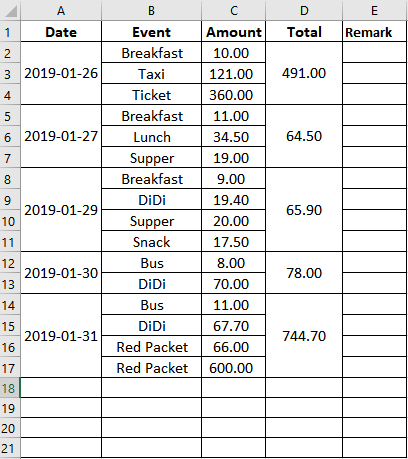 A B C D E
1 Date Event Amount Total Remark
2 Breakfast 10.00
3 2019-01-26 Taxi 121.00 491.00
4 Ticket 360.00
5 Breakfast 11.00
6 2019-01-27 Lunch 34.50 64.50
7 Supper 19.00
8 Breakfast 9.00
9 DiDi 19.40
2019-01-29 65.90
10 Supper 20.00
11 Snack 17.50
12 Bus 8.00
2019-01-30 78.00
13 DiDi 70.00
14 Bus 11.00
15 DiDi 67.70
2019-01-31 744.70
16 Red Packet 66.00
17 Red Packet 600.00
18
19
20
21